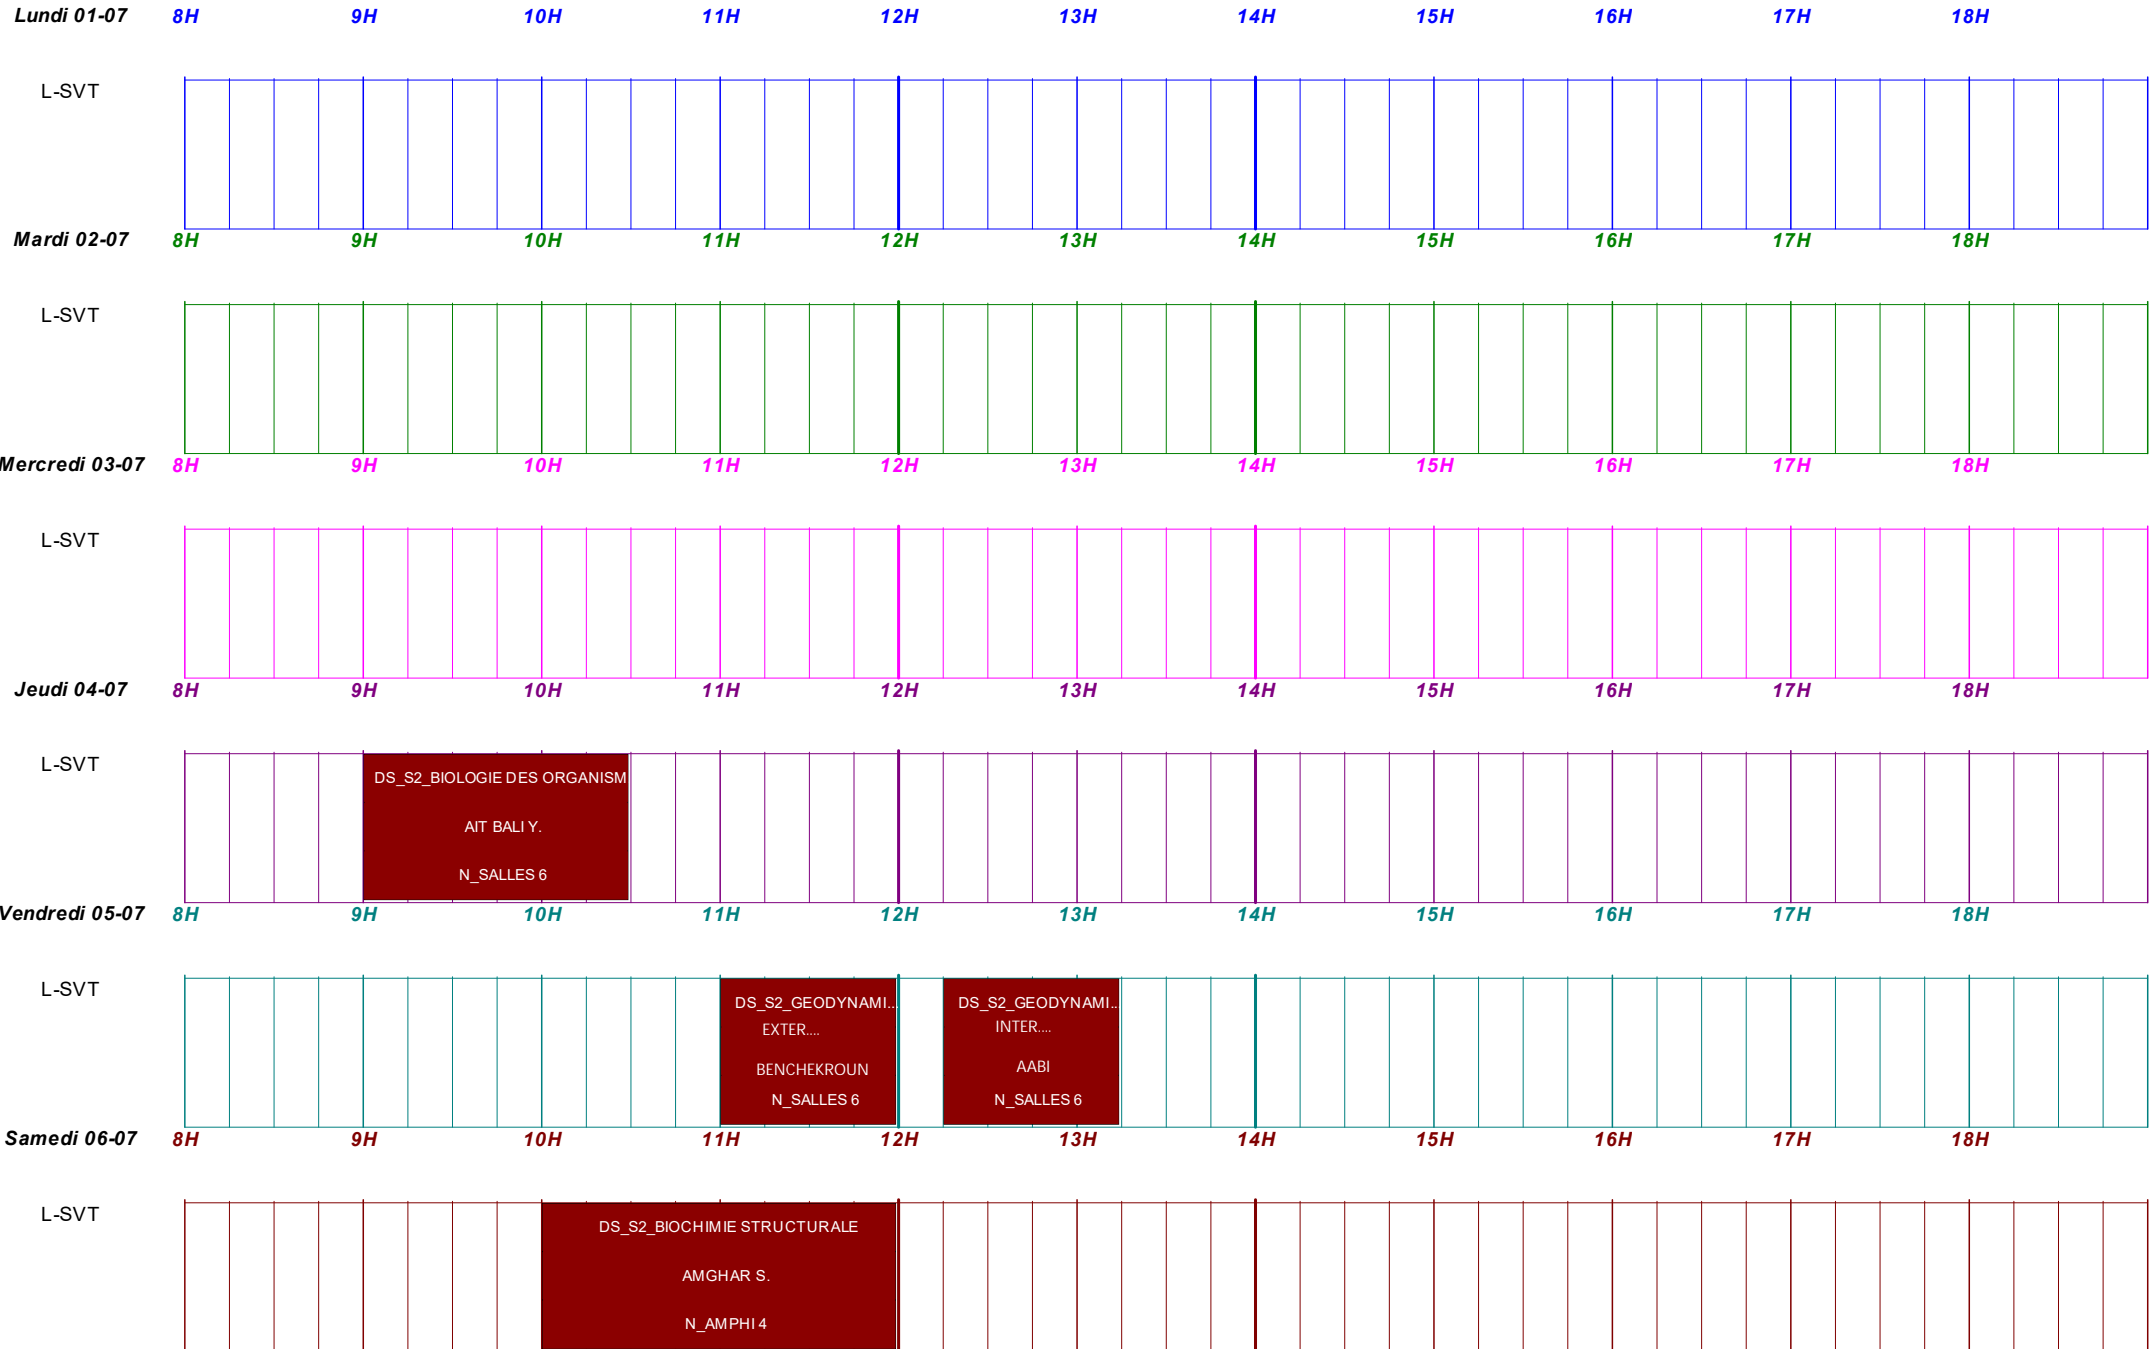 Lundi 01-07 8H 9H 10H 11H 12H 13H 14H 15H 16H 17H 18H
L-SVT
Mardi 02-07 8H 9H 10H 11H 12H 13H 14H 15H 16H 17H 18H
L-SVT
Mercredi 03-07 8H 9H 10H 11H 12H 13H 14H 15H 16H 17H 18H
L-SVT
Jeudi 04-07 8H 9H 10H 11H 12H 13H 14H 15H 16H 17H 18H
L-SVT
DS_S2_BIOLOGIE DES ORGANISM
AIT BALI Y.
N_SALLES 6
Vendredi 05-07 8H 9H 10H 11H 12H 13H 14H 15H 16H 17H 18H
L-SVT
DS_S2_GEODYNAMI...
EXTER....
BENCHEKROUN
N_SALLES 6
DS_S2_GEODYNAMI...
INTER....
AABI
N_SALLES 6
Samedi 06-07 8H 9H 10H 11H 12H 13H 14H 15H 16H 17H 18H
L-SVT
DS_S2_BIOCHIMIE STRUCTURALE
AMGHAR S.
N_AMPHI 4